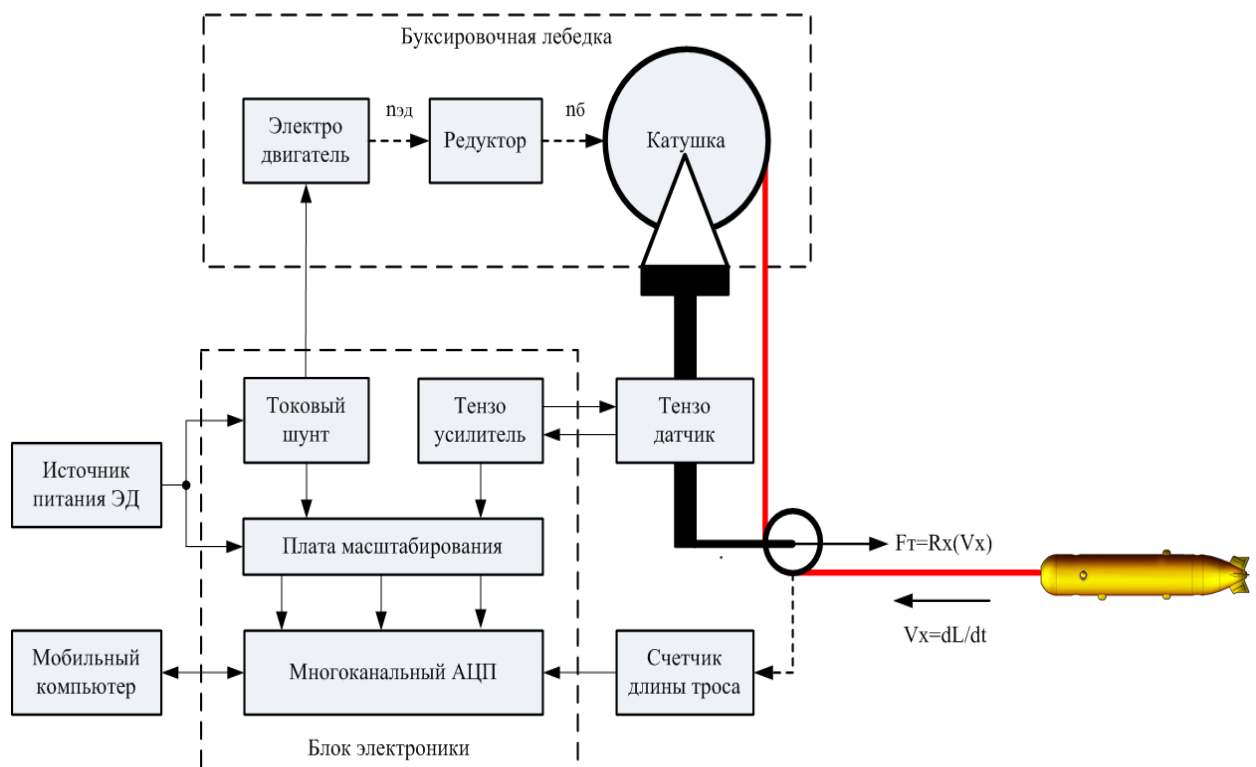 Буксировочная лебедка
Электро
двигатель
nэд
Редуктор
nб
Катушка
Токовый
шунт
Тензо
усилитель
Тензо
датчик
Источник
питания ЭД
Плата масштабирования
Fт=Rx(Vx)
Vx=dL/dt
Мобильный
компьютер
Многоканальный АЦП
Счетчик
длины троса
Блок электроники